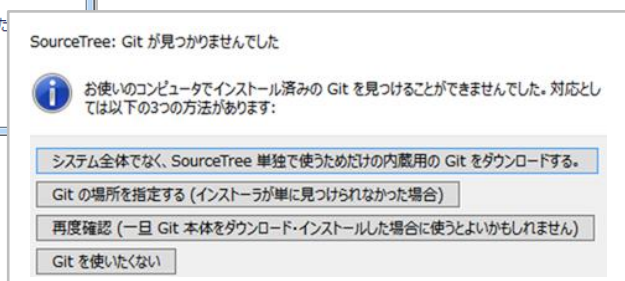 た
SourceTree: Git が見つかりませんでした
お使いのコンピュータでインストール済みの Git を見つけることができませんでした。対応とし
ては以下の3つの方法があります:
システム全体でなく、SourceTree 単独で使うためだけの内蔵用の Git をダウンロードする。
Git の場所を指定する (インストーラが単に見つけられなかった場合)
再度確認 (一旦 Git 本体をダウンロード・インストールした場合に使うとよいかもしれません)
Git を使いたくない